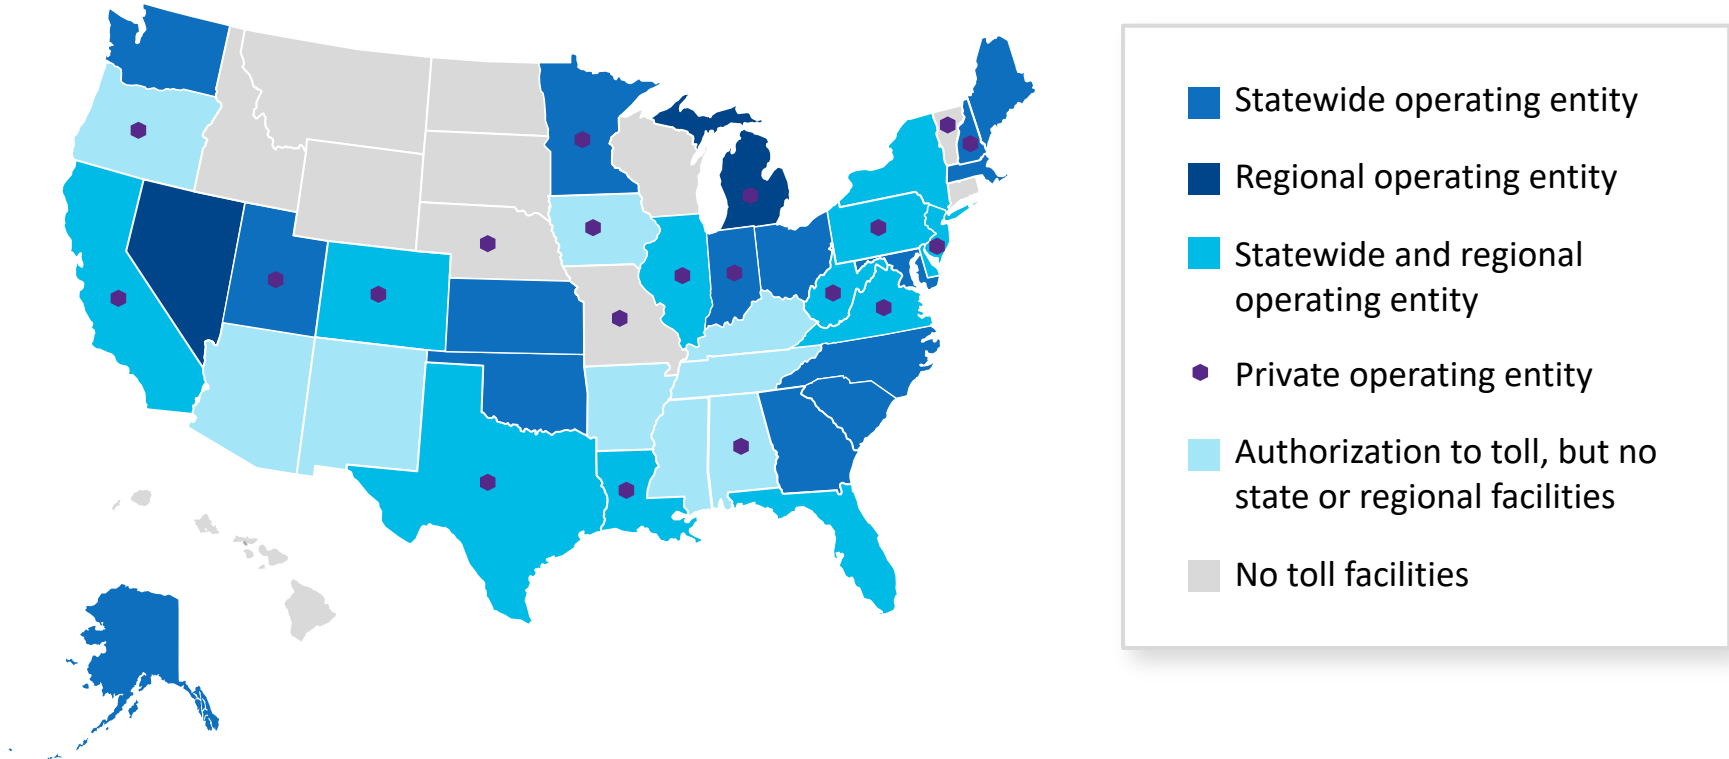 Statewide operating entity
Regional operating entity
Statewide and regional
operating entity
Private operating entity
Authorization to toll, but no
state or regional facilities
No toll facilities